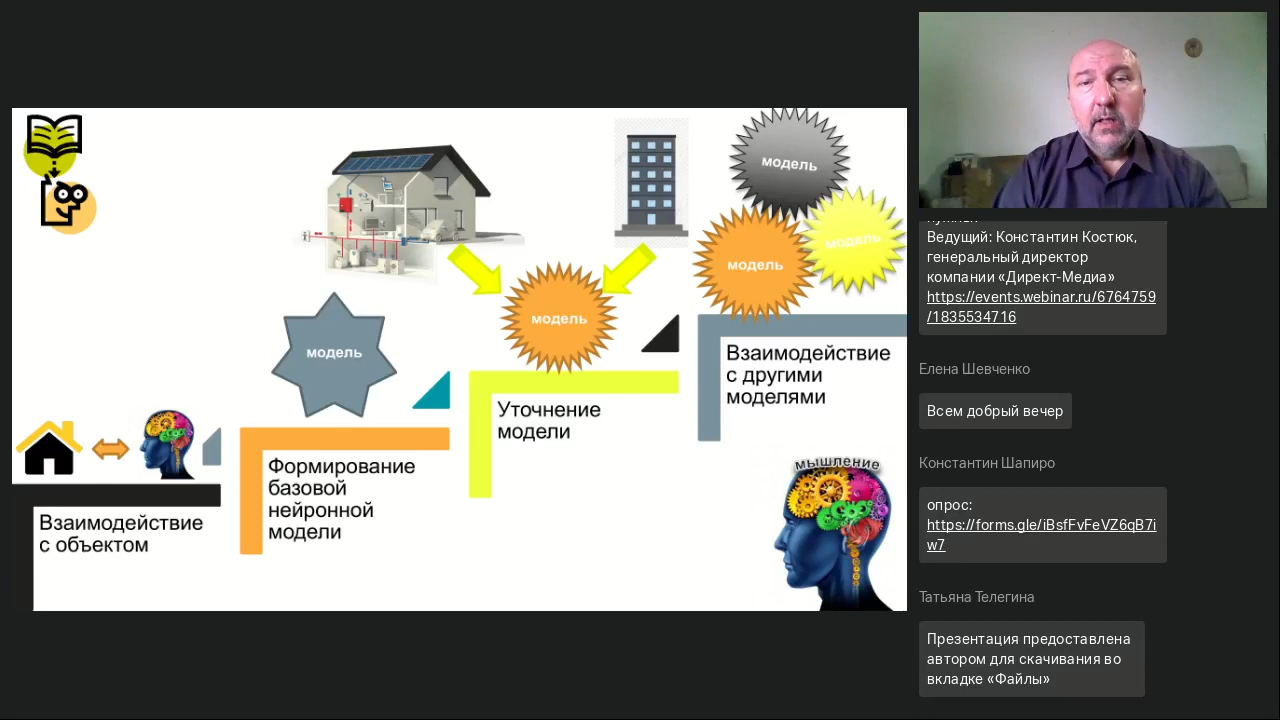 модель
модель
модель
модель
модель
Взаимодействие
с объектом
Формирование
базовой
нейронной
модели
Уточнение
модели
Взаимодействие
с другими
моделями
мышление
Ведущий: Константин Костюк,
генеральный директор
компании «Директ-Медиа»
https://events.webinar.ru/6764759
/1835534716
Елена Шевченко
Всем добрый вечер
Константин Шапиро
опрос:
https://forms.gle/iBsfFvFeVZ6qB7i
w7
Татьяна Телегина
Презентация предоставлена
автором для скачивания во
вкладке «Файлы»